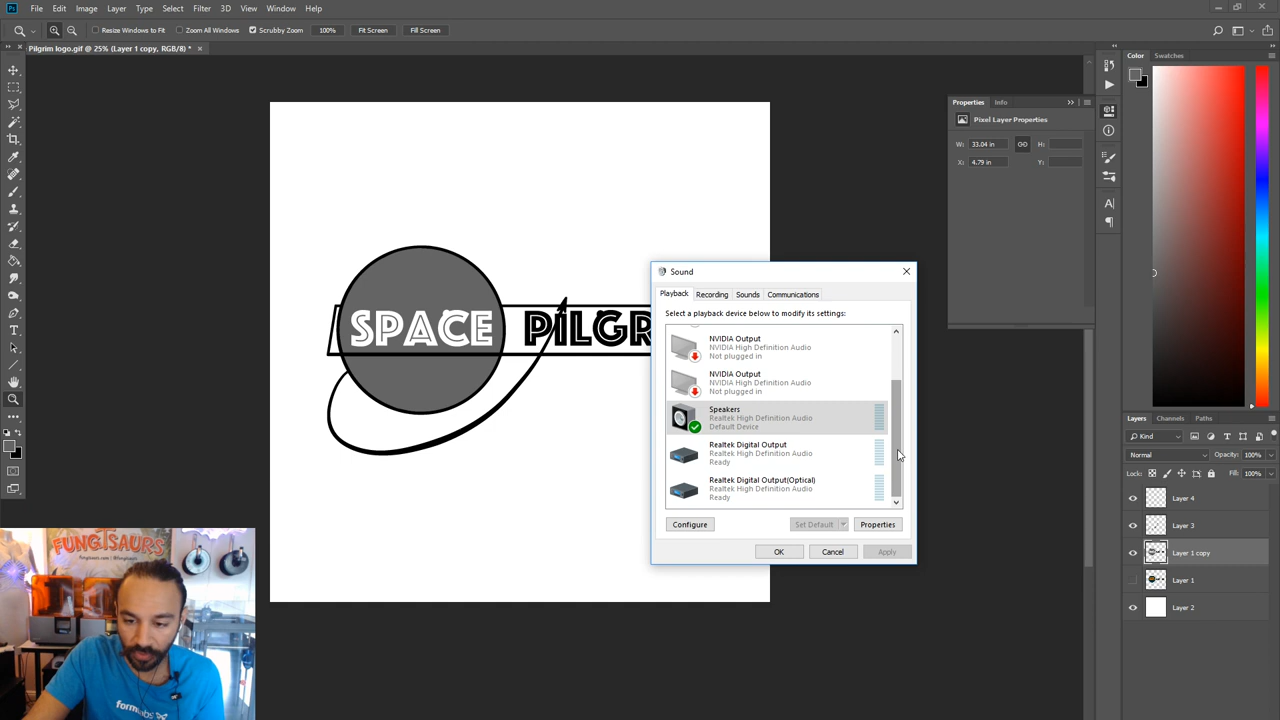 Ps File Edit Image Layer Type Select Filter 3D View Window Help
Resize Windows to Fit Zoom All Windows Scrubby Zoom 100% Fit Screen Fill Screen
Pilgrim logo.gif @ 25% (Layer 1 copy, RGB/8) *
Color Swatches
Properties Info
Pixel Layer Properties
W: 33.04 in H:
X: 4.79 in Y:
SPACE PILGR
Sound
Playback Recording Sounds Communications
Select a playback device below to modify its settings:
NVIDIA Output
NVIDIA High Definition Audio
Not plugged in
NVIDIA Output
NVIDIA High Definition Audio
Not plugged in
Speakers
Realtek High Definition Audio
Default Device
Realtek Digital Output
Realtek High Definition Audio
Ready
Realtek Digital Output(Optical)
Realtek High Definition Audio
Ready
Configure Set Default Properties
OK Cancel Apply
Layers Channels Paths
Kind
Normal Opacity: 100%
Lock: Fill: 100%
Layer 4
Layer 3
Layer 1 copy
Layer 1
Layer 2
FUNGISAURS
formlabs